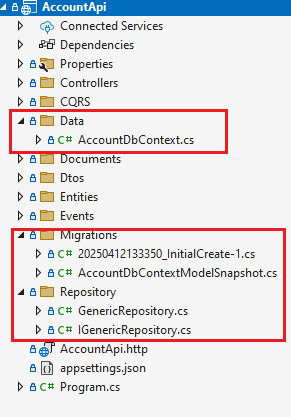 AccountApi
Connected Services
Dependencies
Properties
Controllers
CQRS
Data
C# AccountDbContext.cs
Documents
Dtos
Entities
Events
Migrations
C# 20250412133350_InitialCreate-1.cs
C# AccountDbContextModelSnapshot.cs
Repository
C# GenericRepository.cs
C# IGenericRepository.cs
AccountApi.http
appsettings.json
C# Program.cs